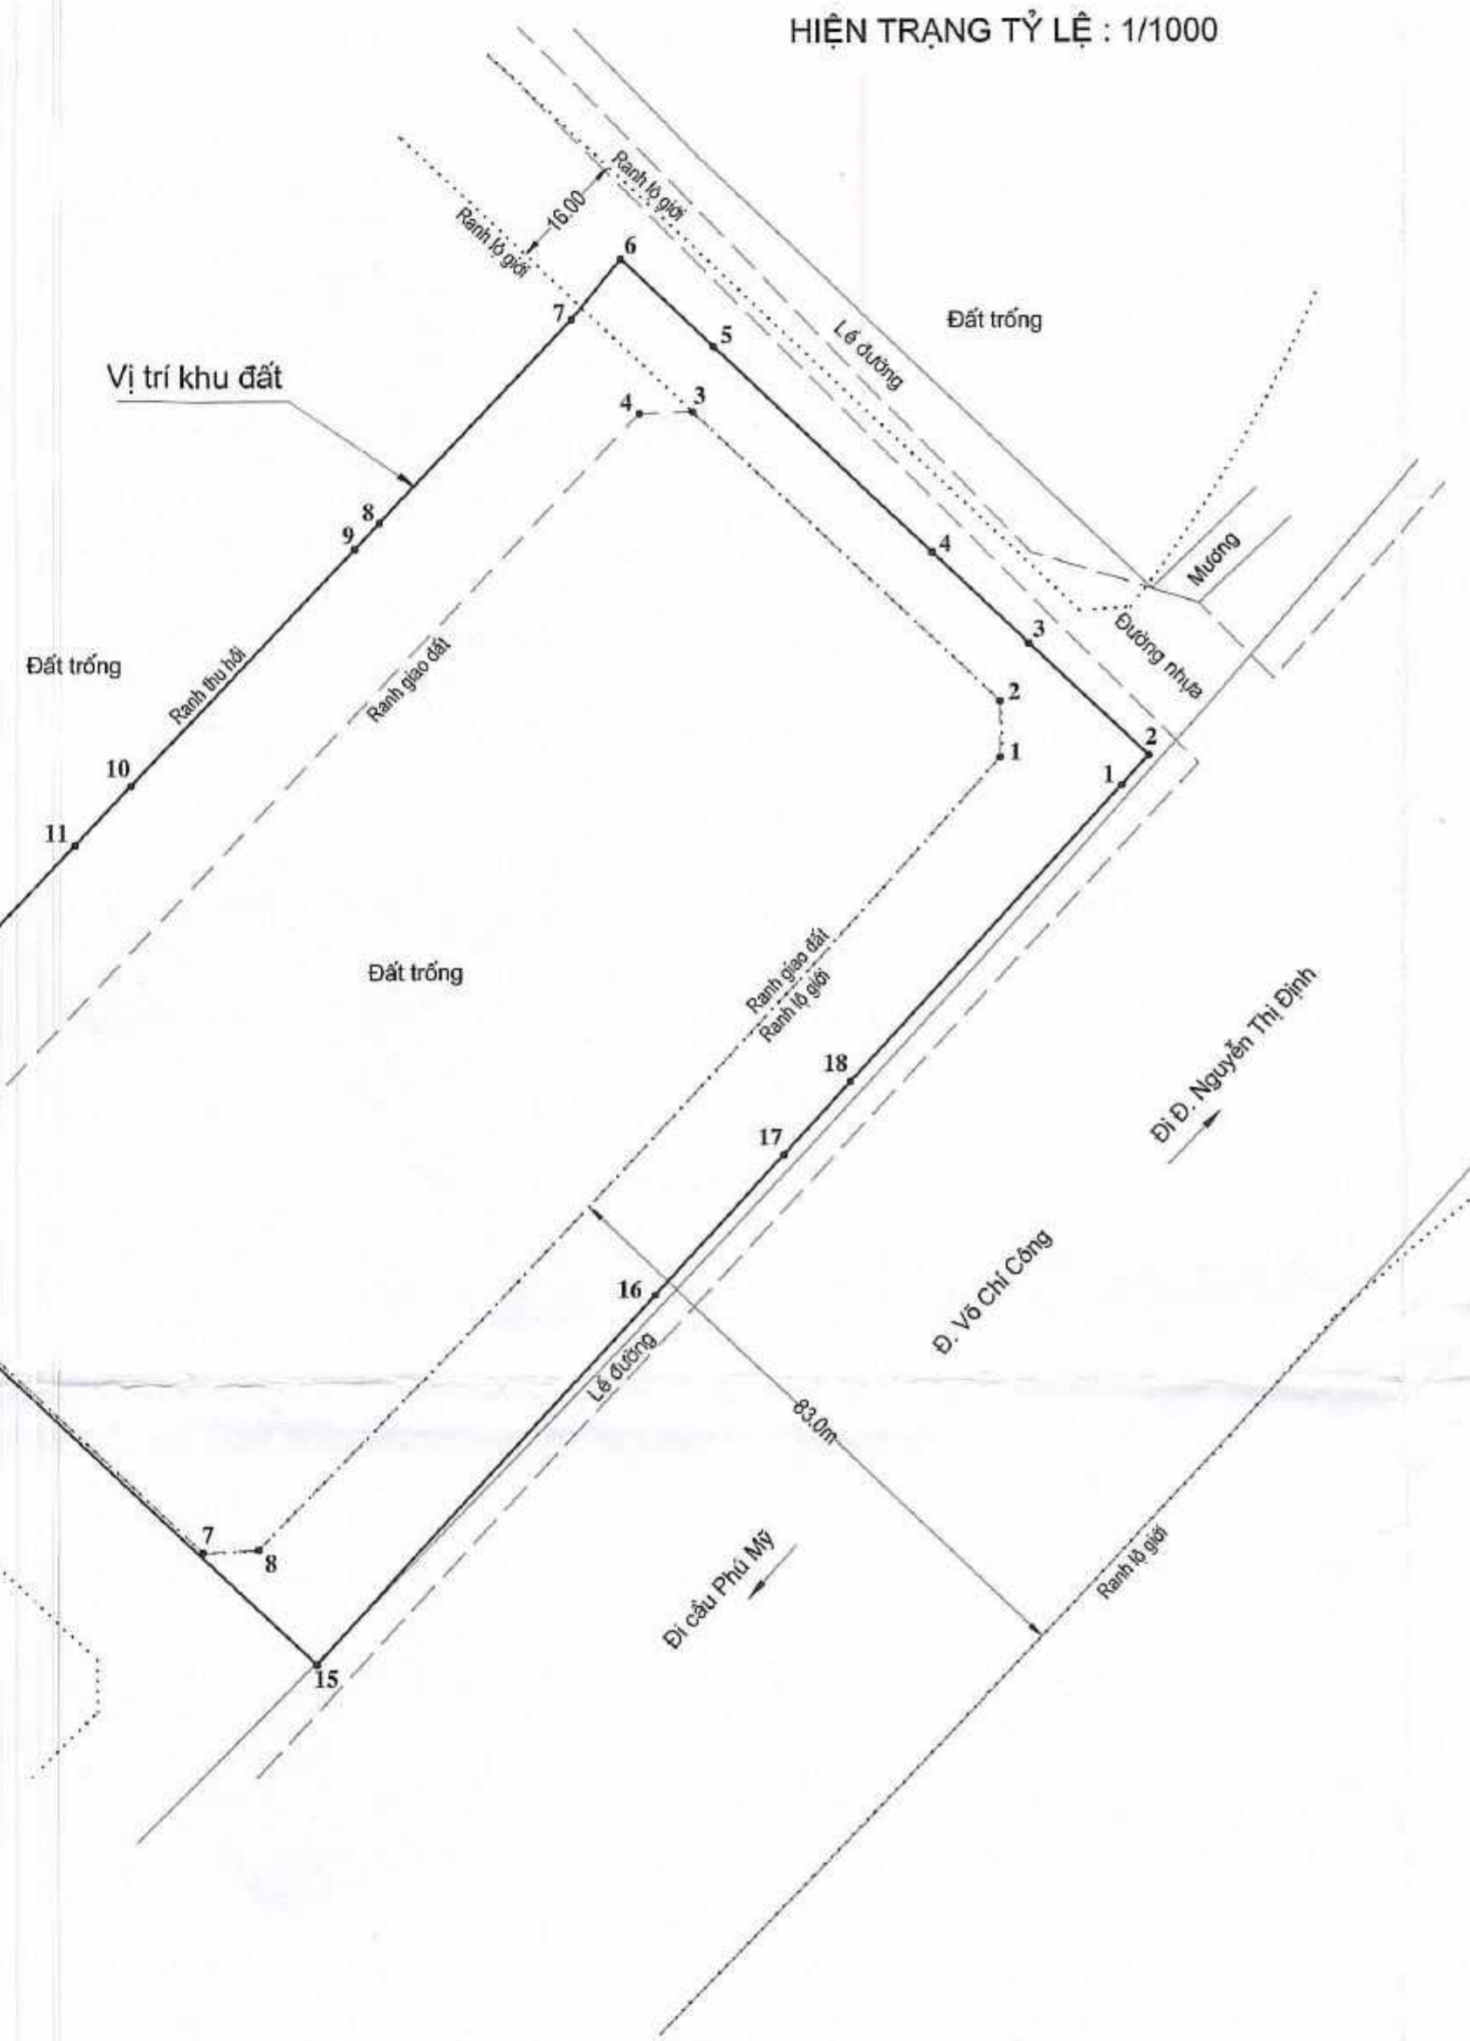 HIỆN TRẠNG TỶ LỆ : 1/1000
Ranh lộ giới
16.00
Ranh lộ giới
6
7
5
Lề đường
Đất trống
Vị trí khu đất
4
3
8
9
4
Mương
3
Đường nhựa
Đất trống
Ranh thu hồi
Ranh giao đất
2
1
2
1
10
11
Đất trống
Ranh giao đất
Ranh lộ giới
18
17
Đi Đ. Nguyễn Thị Định
16
Đ. Võ Chí Công
Lề đường
83.0m
7
8
Đi cầu Phú Mỹ
Ranh lộ giới
15